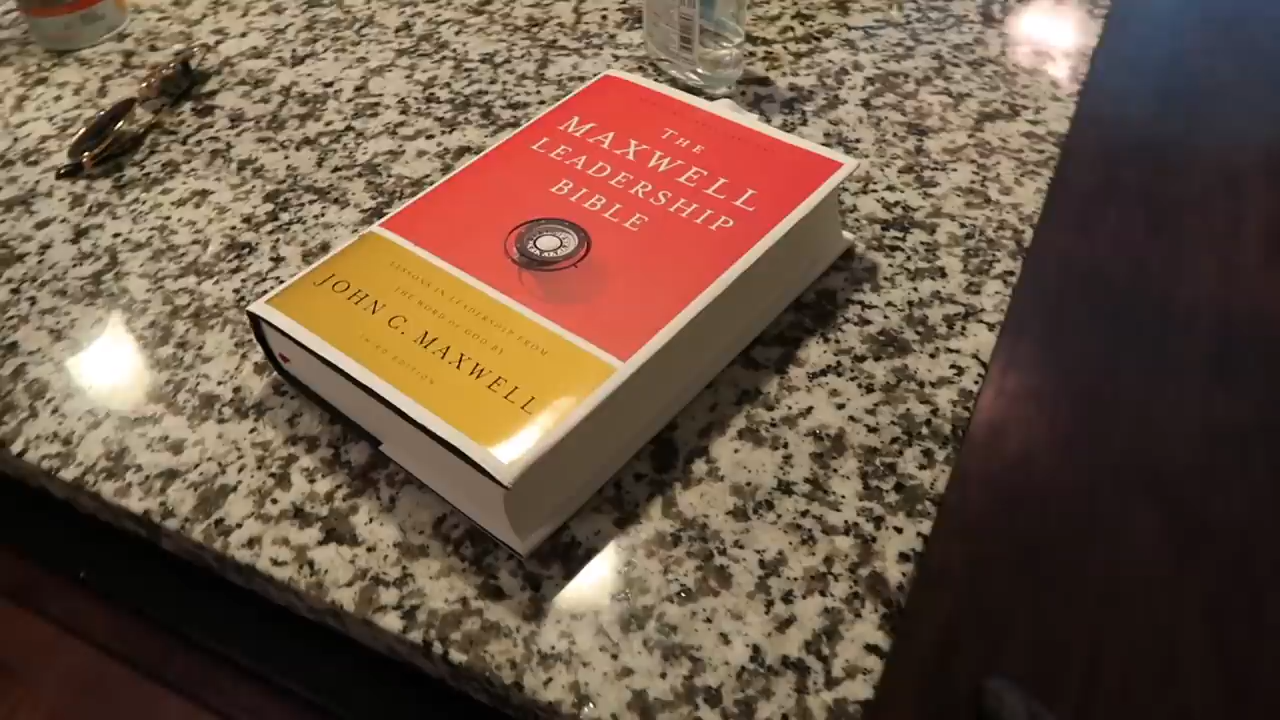 THE
MAXWELL
LEADERSHIP
BIBLE
LESSONS IN LEADERSHIP FROM
THE WORD OF GOD BY
JOHN C. MAXWELL
THIRD EDITION